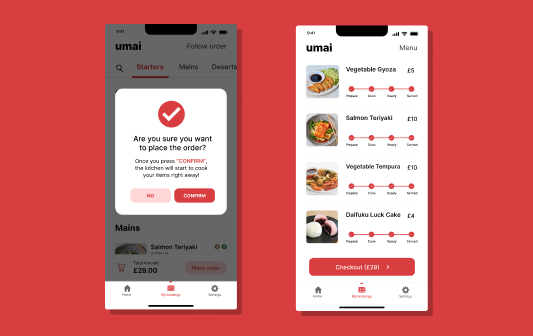 9:41
umai
Follow order
Starters
Mains
Desserts
Are you sure you want
to place the order?
Once you press "CONFIRM",
the kitchen will start to cook
your items right away!
NO
CONFIRM
Mains
Salmon Teriyaki
Total Amount
£29.00
Place order
Home
My bookings
Settings
9:41
umai
Menu
Vegetable Gyoza
£5
Prepare
Cook
Ready
Served
Salmon Teriyaki
£10
Prepare
Cook
Ready
Served
Vegetable Tempura
£10
Prepare
Cook
Ready
Served
Daifuku Luck Cake
£4
Prepare
Cook
Ready
Served
Checkout (£29)
Home
My bookings
Settings